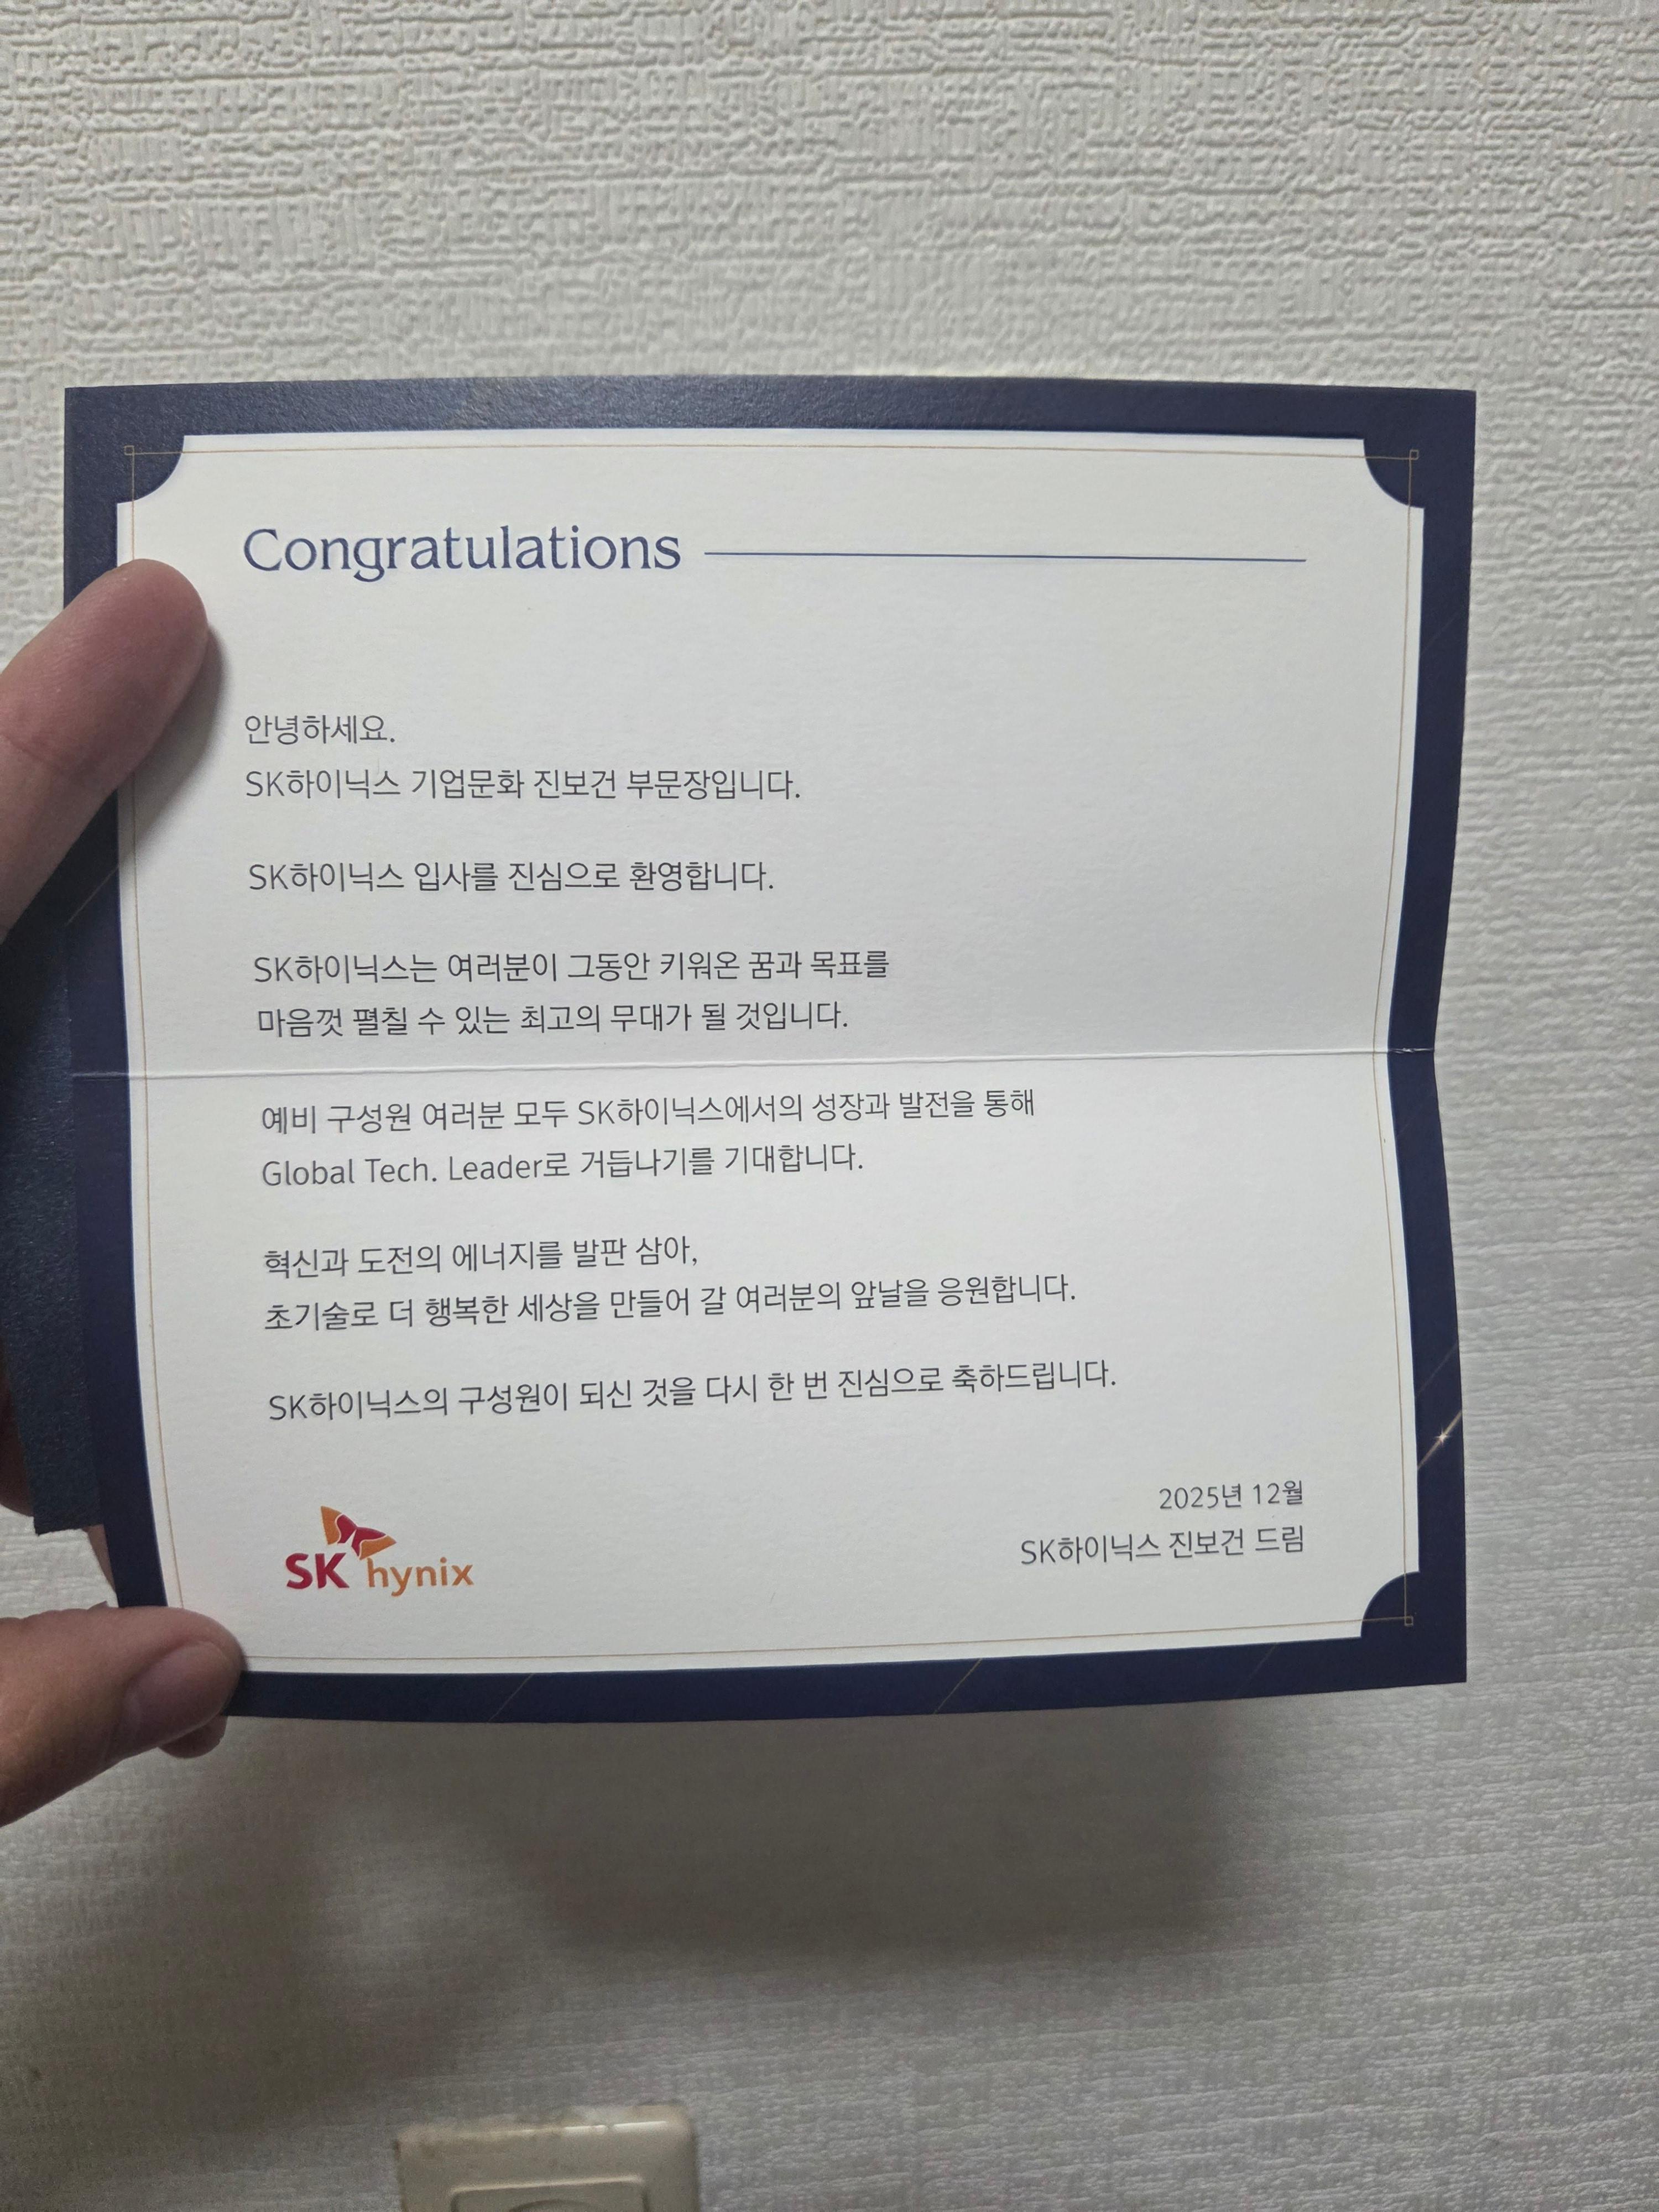 Congratulations
안녕하세요.
SK하이닉스 기업문화 진보건 부문장입니다.
SK하이닉스 입사를 진심으로 환영합니다.
SK하이닉스는 여러분이 그동안 키워온 꿈과 목표를
마음껏 펼칠 수 있는 최고의 무대가 될 것입니다.
예비 구성원 여러분 모두 SK하이닉스에서의 성장과 발전을 통해
Global Tech. Leader로 거듭나기를 기대합니다.
혁신과 도전의 에너지를 발판 삼아,
초기술로 더 행복한 세상을 만들어 갈 여러분의 앞날을 응원합니다.
SK하이닉스의 구성원이 되신 것을 다시 한 번 진심으로 축하드립니다.
2025년 12월
SK하이닉스 진보건 드림
SK hynix